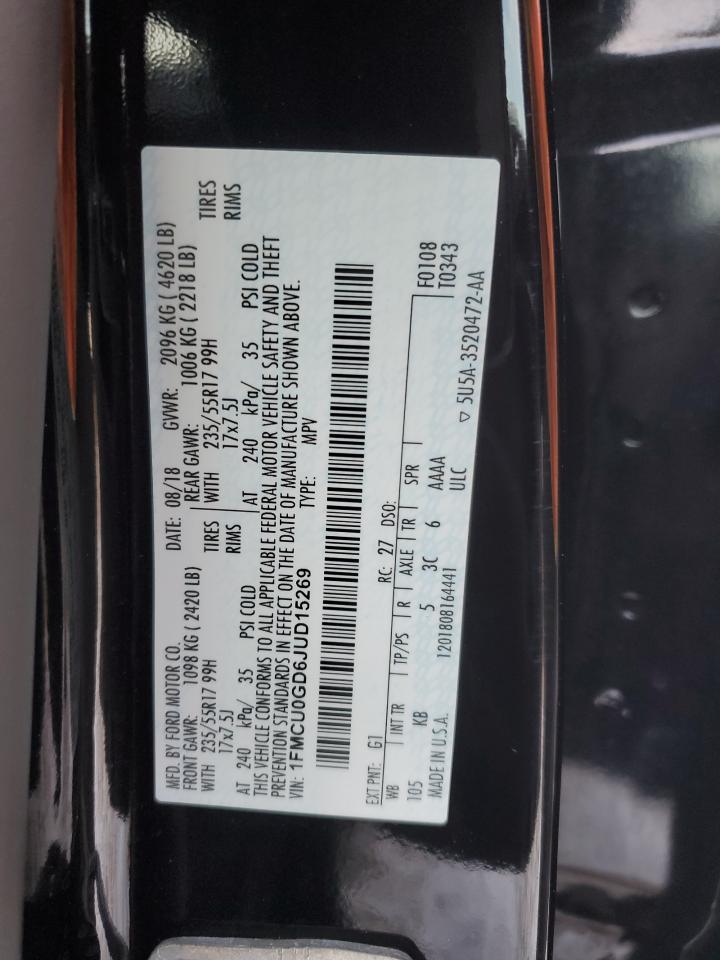 MFD. BY FORD MOTOR CO.
DATE: 08/18 GVWR: 2096 KG ( 4620 LB)
FRONT GAWR: 1098 KG ( 2420 LB) REAR GAWR: 1006 KG ( 2218 LB)
WITH 235/55R17 99H TIRES WITH 235/55R17 99H TIRES
17x7.5J RIMS 17x7.5J RIMS
AT 240 kPa/ 35 PSI COLD AT 240 kPa/ 35 PSI COLD
THIS VEHICLE CONFORMS TO ALL APPLICABLE FEDERAL MOTOR VEHICLE SAFETY AND THEFT
PREVENTION STANDARDS IN EFFECT ON THE DATE OF MANUFACTURE SHOWN ABOVE.
VIN: 1FMCU0GD6JUD15269 TYPE: MPV
EXT PNT: G1 RC: 27 DSO:
WB INT TR TP/PS R AXLE TR SPR F0108
105 KB 5 3C 6 AAAA T0343
MADE IN U.S.A. 1201808164441 ULC ▽ 5U5A-3520472-AA